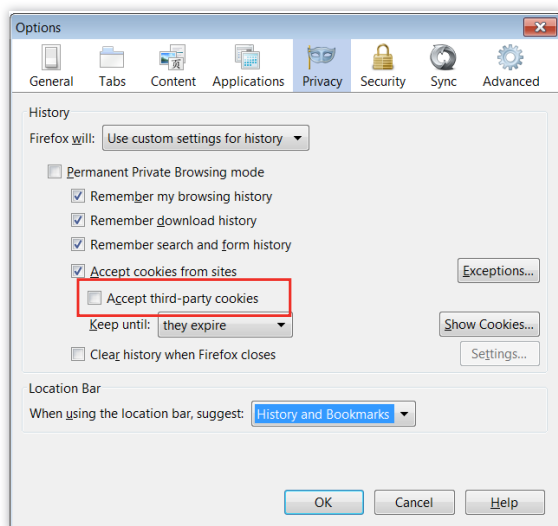 Options
General Tabs Content Applications Privacy Security Sync Advanced
History
Firefox will: Use custom settings for history
Permanent Private Browsing mode
Remember my browsing history
Remember download history
Remember search and form history
Accept cookies from sites Exceptions...
Accept third-party cookies
Keep until: they expire Show Cookies...
Clear history when Firefox closes Settings...
Location Bar
When using the location bar, suggest: History and Bookmarks
OK Cancel Help